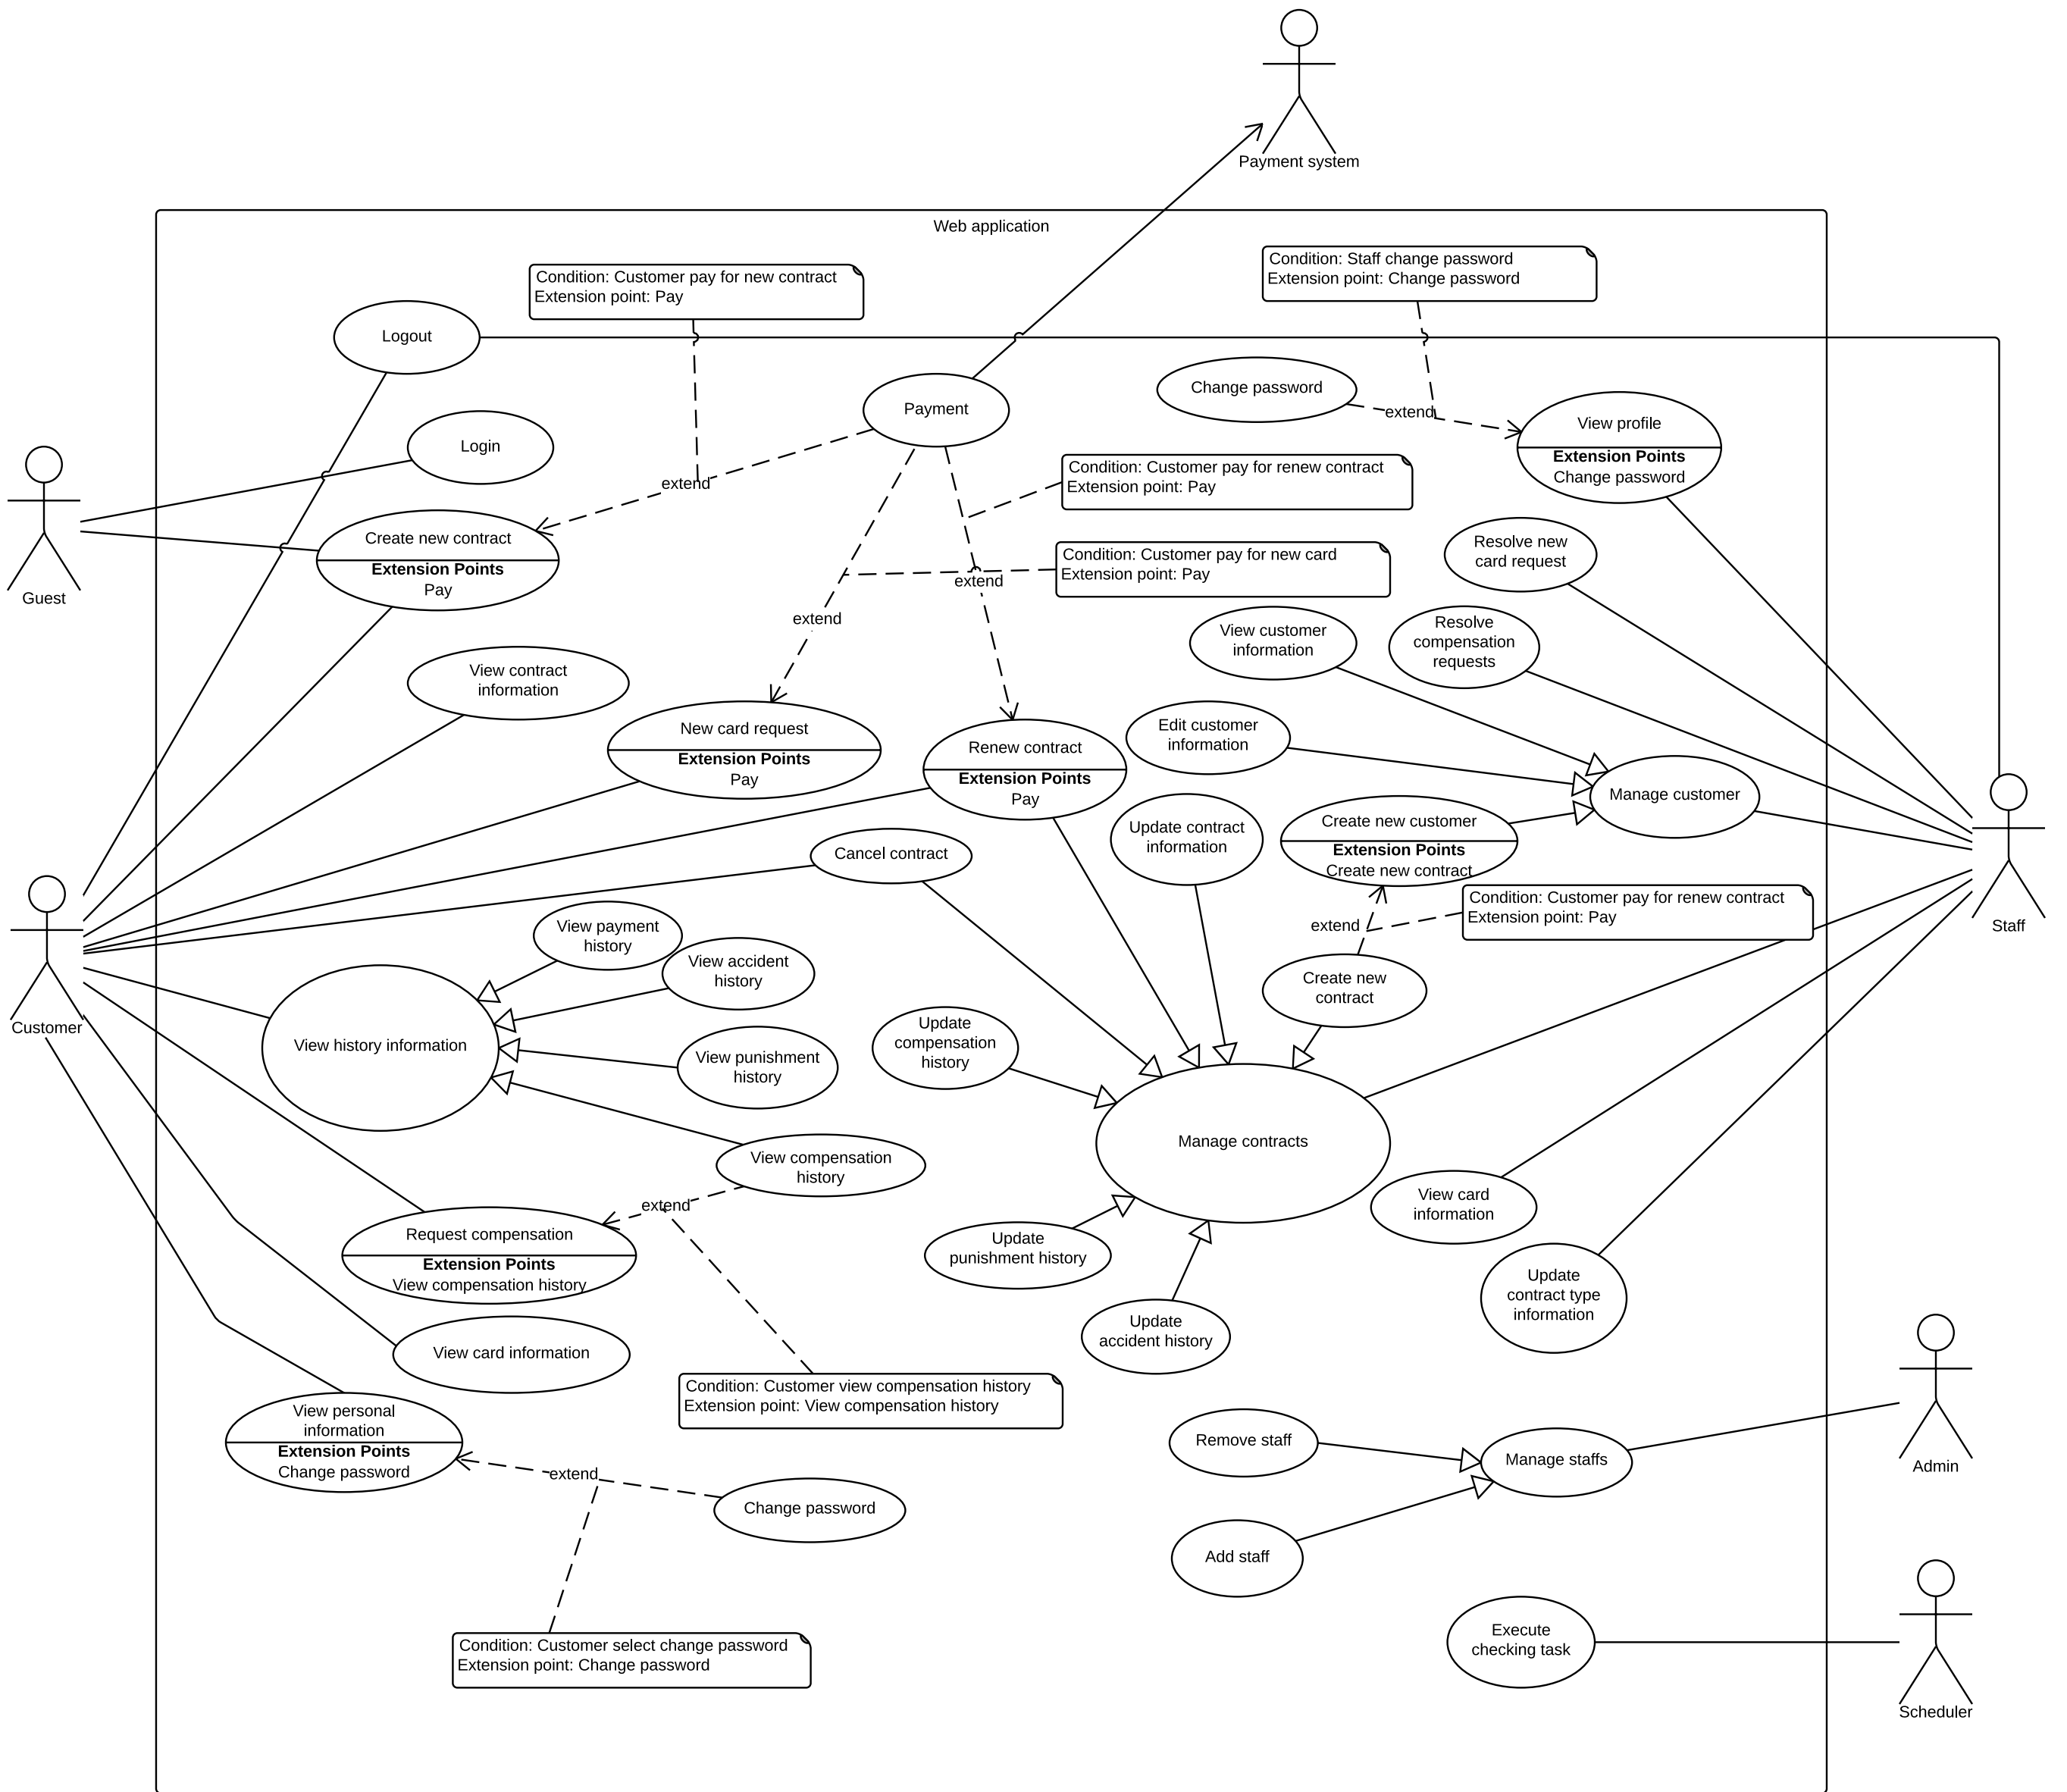 Payment system
Web application
Condition: Customer pay for new contract
Extension point: Pay
Condition: Staff change password
Extension point: Change password
Logout
Login
Payment
Change password
extend
View profile
Extension Points
Change password
Guest
Create new contract
Extension Points
Pay
extend
Condition: Customer pay for renew contract
Extension point: Pay
Condition: Customer pay for new card
Extension point: Pay
extend
extend
Resolve new
card request
View customer
information
Resolve
compensation
requests
View contract
information
New card request
Extension Points
Pay
Renew contract
Extension Points
Pay
Edit customer
information
Manage customer
Update contract
information
Create new customer
Extension Points
Create new contract
Cancel contract
Condition: Customer pay for renew contract
Extension point: Pay
extend
Staff
Customer
View payment
history
View accident
history
View history information
View punishment
history
View compensation
history
Create new
contract
Update
compensation
history
Manage contracts
extend
Request compensation
Extension Points
View compensation history
Update
punishment history
Update
accident history
View card
information
Update
contract type
information
View card information
Condition: Customer view compensation history
Extension point: View compensation history
View personal
information
Extension Points
Change password
extend
Change password
Remove staff
Manage staffs
Admin
Add staff
Condition: Customer select change password
Extension point: Change password
Execute
checking task
Scheduler